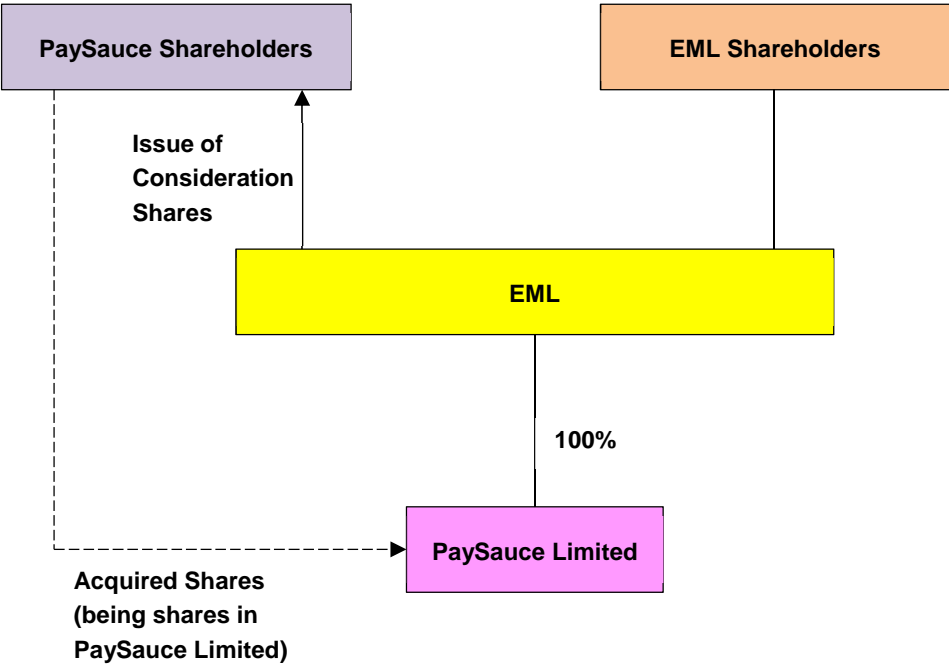 PaySauce Shareholders
EML Shareholders
Issue of
Consideration
Shares
EML
100%
PaySauce Limited
Acquired Shares
(being shares in
PaySauce Limited)